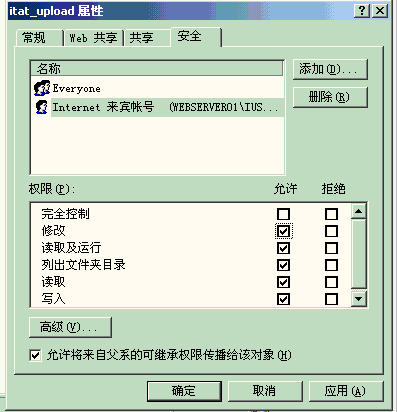 itat_upload 属性
常规 Web 共享 共享 安全
名称 添加(D)...
Everyone 删除(R)
Internet 来宾帐号 (WEBSERVER01\IUS...
权限(P): 允许 拒绝
完全控制
修改
读取及运行
列出文件夹目录
读取
写入
高级(V)...
允许将来自父系的可继承权限传播给该对象(H)
确定 取消 应用(A)